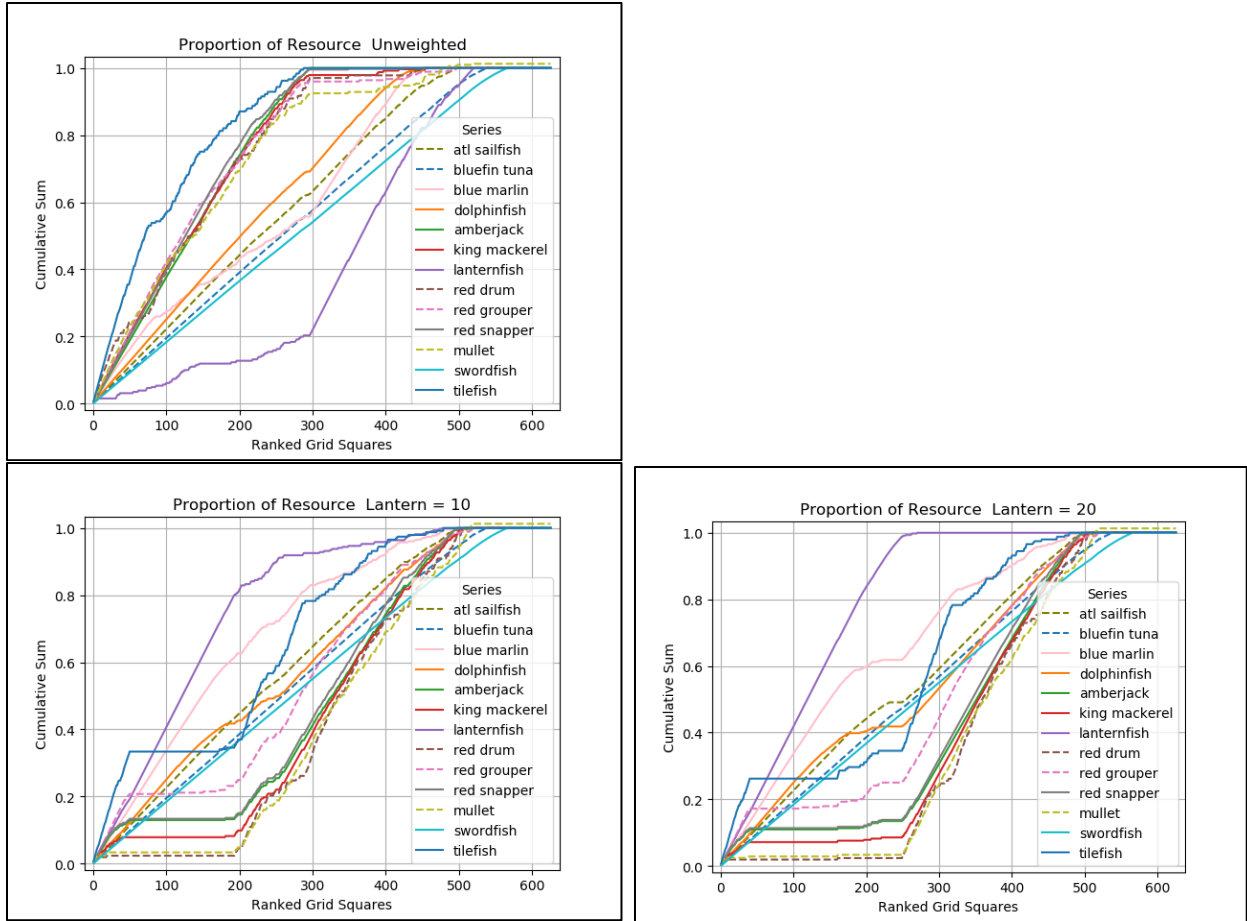 Proportion of Resource  Unweighted
Cumulative Sum
1.0
0.8
0.6
0.4
0.2
0.0
Series
atl sailfish
bluefin tuna
blue marlin
dolphinfish
amberjack
king mackerel
lanternfish
red drum
red grouper
red snapper
mullet
swordfish
tilefish
0 100 200 300 400 500 600
Ranked Grid Squares
Proportion of Resource  Lantern = 10
Cumulative Sum
1.0
0.8
0.6
0.4
0.2
0.0
Series
atl sailfish
bluefin tuna
blue marlin
dolphinfish
amberjack
king mackerel
lanternfish
red drum
red grouper
red snapper
mullet
swordfish
tilefish
0 100 200 300 400 500 600
Ranked Grid Squares
Proportion of Resource  Lantern = 20
Cumulative Sum
1.0
0.8
0.6
0.4
0.2
0.0
Series
atl sailfish
bluefin tuna
blue marlin
dolphinfish
amberjack
king mackerel
lanternfish
red drum
red grouper
red snapper
mullet
swordfish
tilefish
0 100 200 300 400 500 600
Ranked Grid Squares